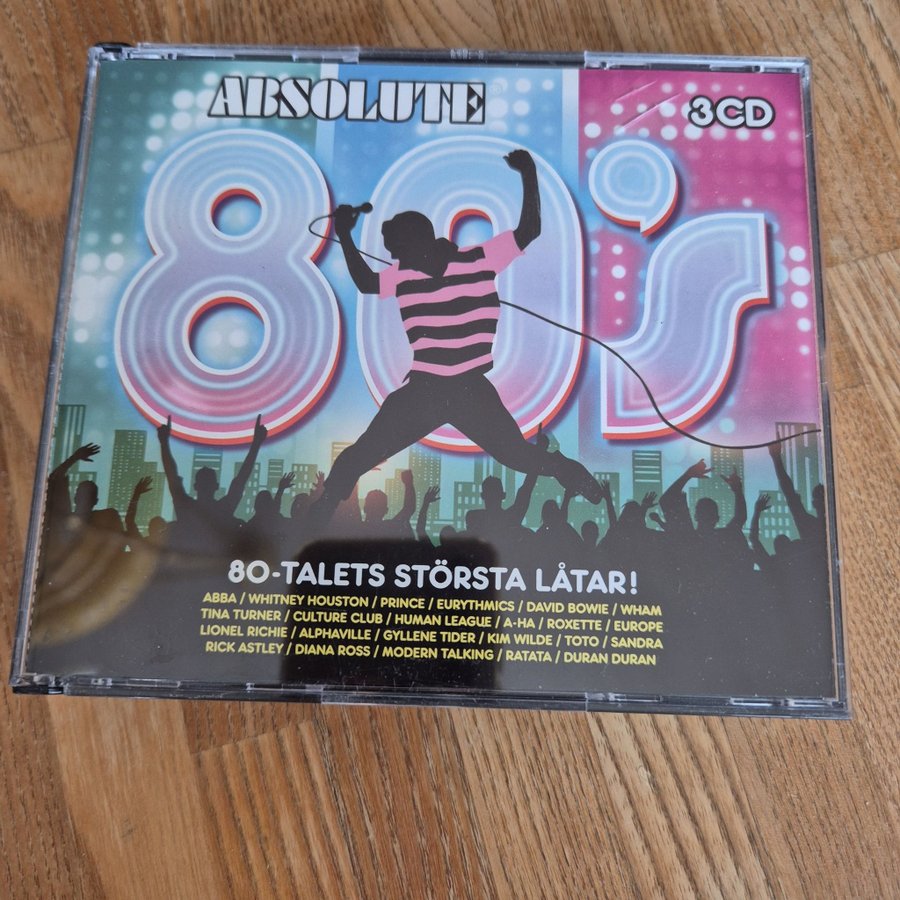 ABSOLUTE
3CD
80's
80-TALETS STÖRSTA LÅTAR!
ABBA / WHITNEY HOUSTON / PRINCE / EURYTHMICS / DAVID BOWIE / WHAM
TINA TURNER / CULTURE CLUB / HUMAN LEAGUE / A-HA / ROXETTE / EUROPE
LIONEL RICHIE / ALPHAVILLE / GYLLENE TIDER / KIM WILDE / TOTO / SANDRA
RICK ASTLEY / DIANA ROSS / MODERN TALKING / RATATA / DURAN DURAN